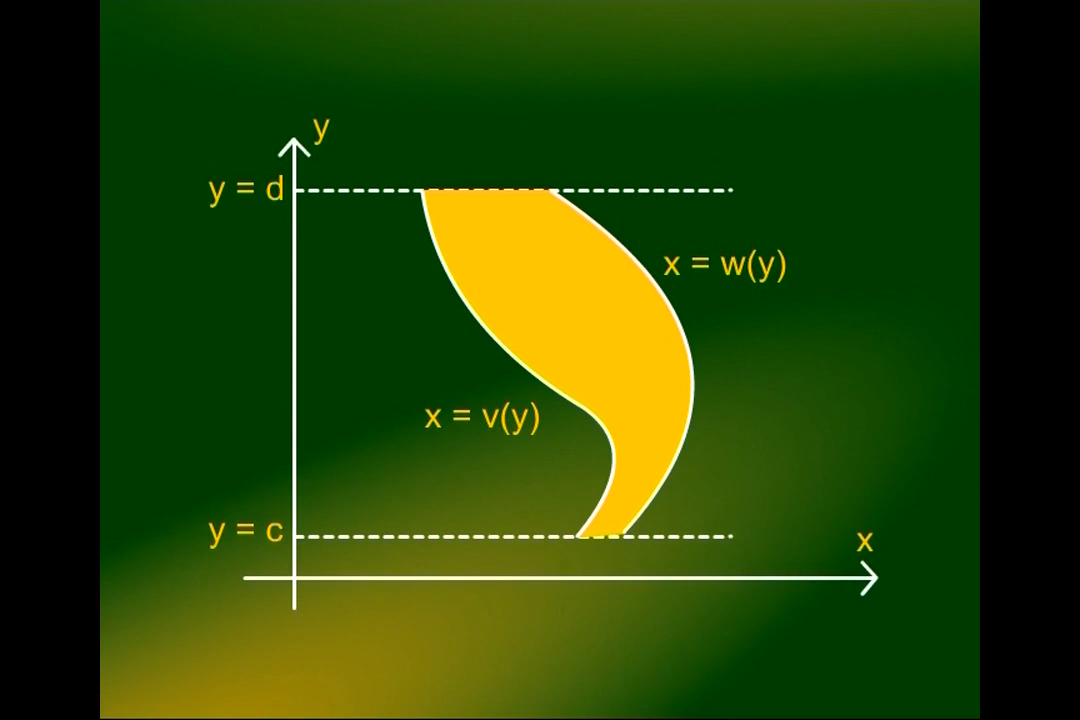 y
y = d
x = w(y)
x = v(y)
y = c
x